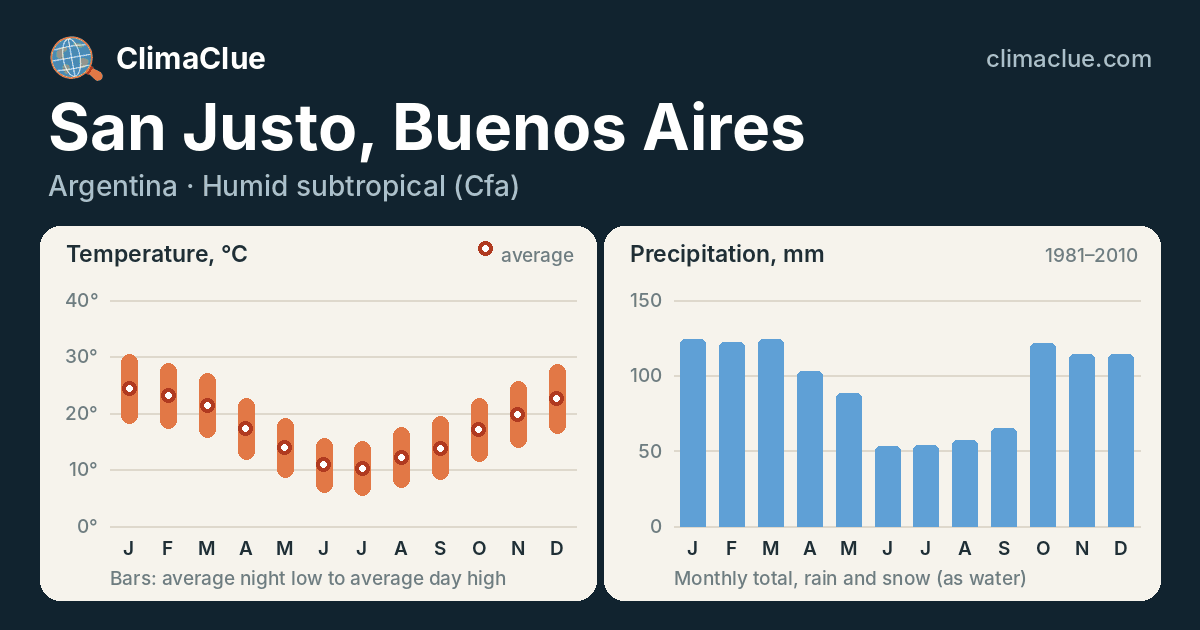 ClimaClue
climaclue.com
San Justo, Buenos Aires
Argentina · Humid subtropical (Cfa)
Temperature, °C
average
40°
30°
20°
10°
0°
J F M A M J J A S O N D
Bars: average night low to average day high
Precipitation, mm
1981–2010
150
100
50
0
J F M A M J J A S O N D
Monthly total, rain and snow (as water)